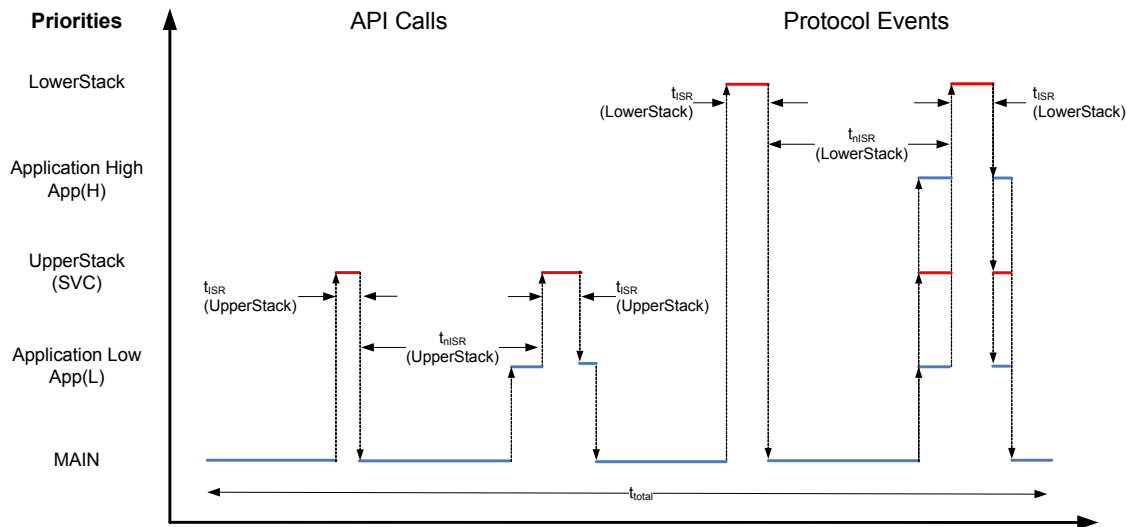 Priorities
API Calls
Protocol Events
LowerStack
tISR
(LowerStack)
tISR
(LowerStack)
tnISR
(LowerStack)
Application High
App(H)
UpperStack
(SVC)
tISR
(UpperStack)
tISR
(UpperStack)
tnISR
(UpperStack)
Application Low
App(L)
MAIN
ttotal